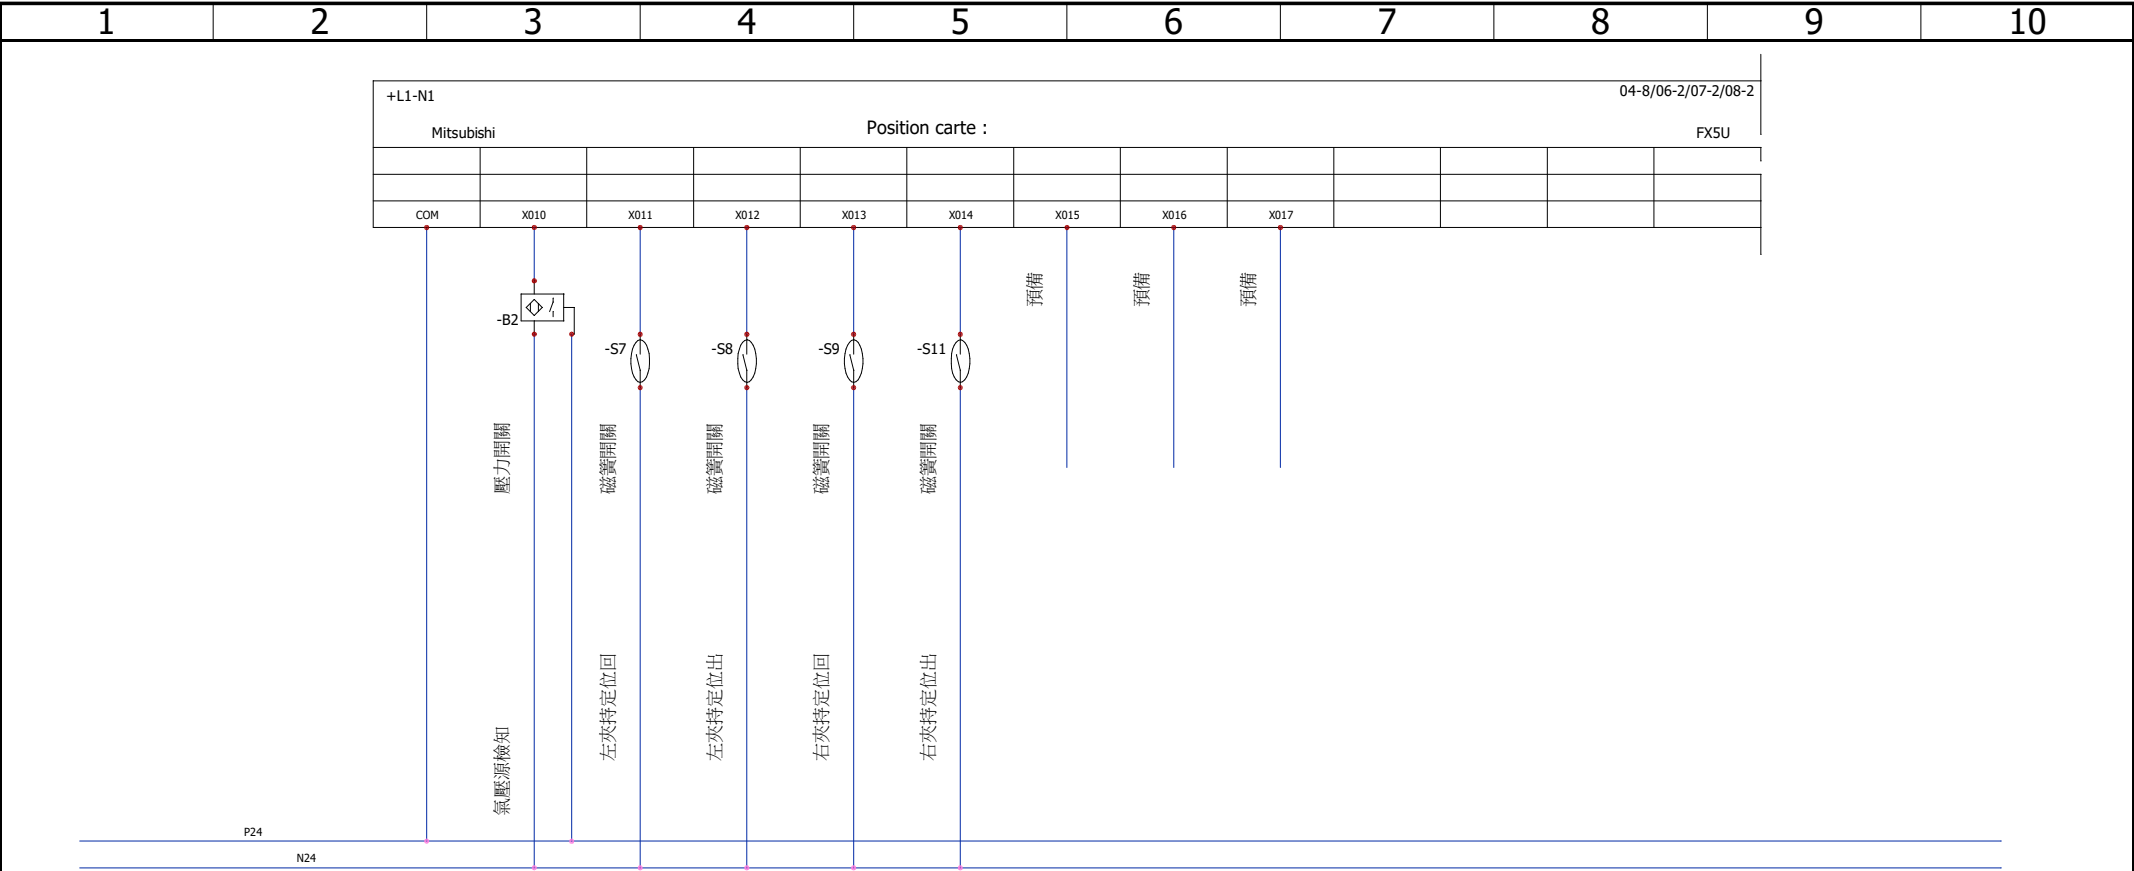 1 2 3 4 5 6 7 8 9 10
+L1-N1 04-8/06-2/07-2/08-2
Mitsubishi Position carte : FX5U
COM X010 X011 X012 X013 X014 X015 X016 X017
預備 預備 預備
-B2
-S7 -S8 -S9 -S11
壓力開關 磁簧開關 磁簧開關 磁簧開關 磁簧開關
氣壓源檢知 左夾持定位回 左夾持定位出 右夾持定位回 右夾持定位出
P24
N24